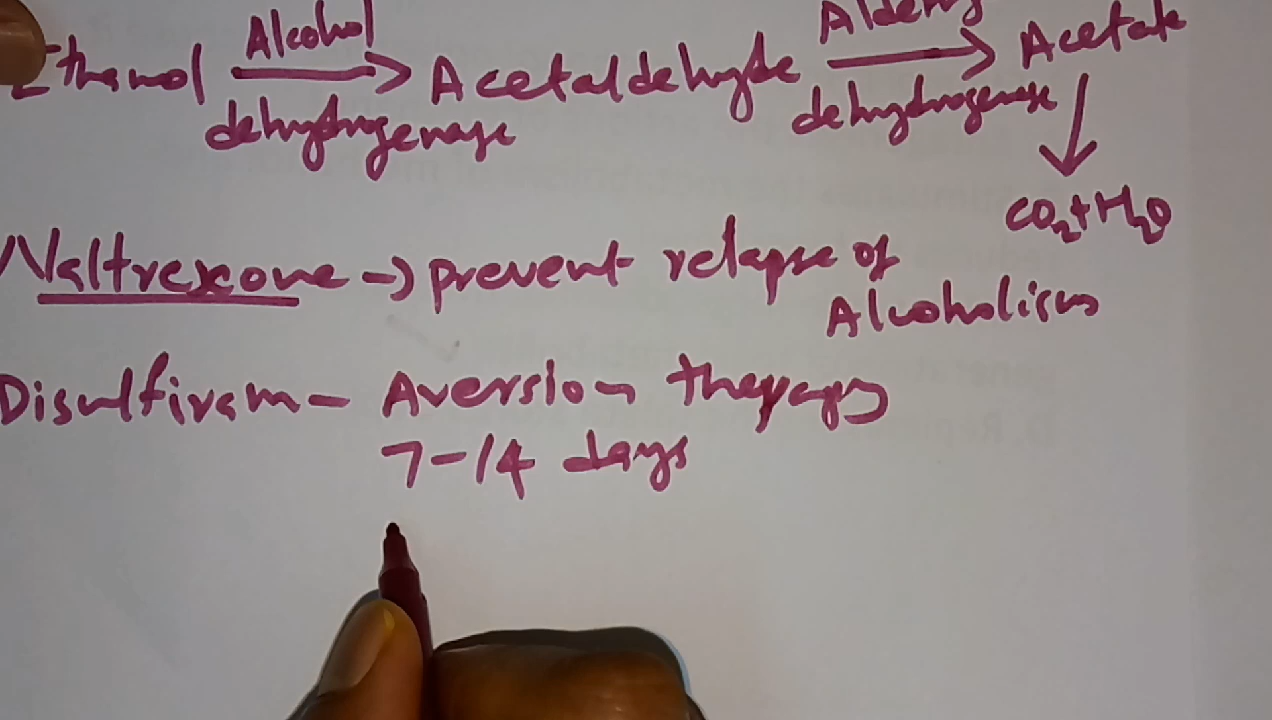 Ethanol Alcohol dehydrogenase Acetaldehyde Aldehy dehydrogenase Acetate
CO2+H2O
Naltrexone → prevent relapse of
Alcoholism
Disulfiram – Aversion therapy
7-14 days